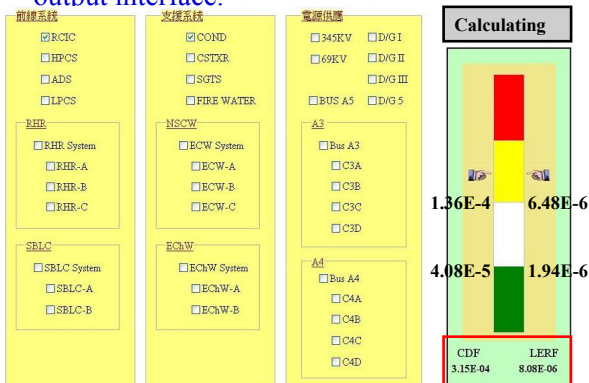 output interface.
前線系統
☑RCIC
☐HPCS
☐ADS
☐LPCS
RHR
☐RHR System
☐RHR-A
☐RHR-B
☐RHR-C
SBLC
☐SBLC System
☐SBLC-A
☐SBLC-B
支援系統
☑COND
☐CSTXR
☐SGTS
☐FIRE WATER
NSCW
☐ECW System
☐ECW-A
☐ECW-B
☐ECW-C
EChW
☐EChW System
☐EChW-A
☐EChW-B
電源供應
☐345KV ☐D/G I
☐69KV ☐D/G II
☐D/G III
☐BUS A5 ☐D/G 5
A3
☐Bus A3
☐C3A
☐C3B
☐C3C
☐C3D
A4
☐Bus A4
☐C4A
☐C4B
☐C4C
☐C4D
Calculating
1.36E-4 6.48E-6
4.08E-5 1.94E-6
CDF LERF
3.15E-04 8.08E-06